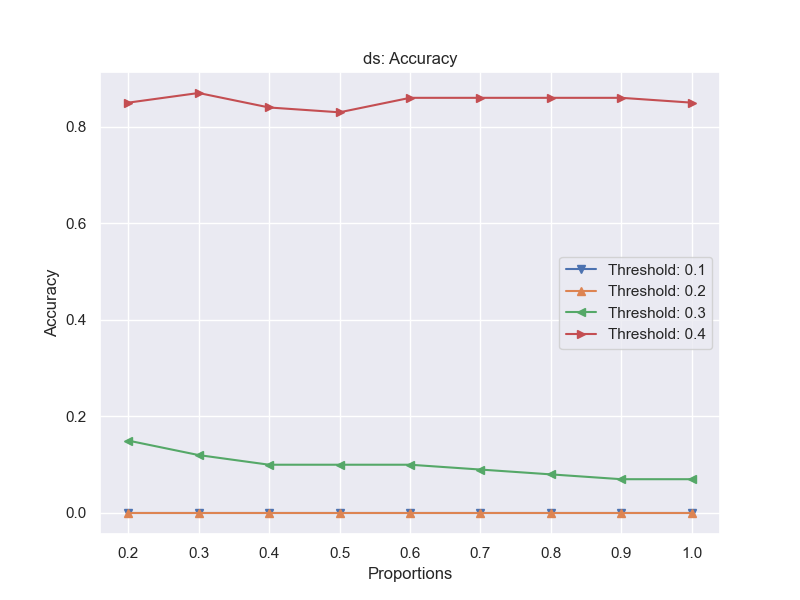 ds: Accuracy
Accuracy
0.8
0.6
0.4
0.2
0.0
Threshold: 0.1
Threshold: 0.2
Threshold: 0.3
Threshold: 0.4
0.2 0.3 0.4 0.5 0.6 0.7 0.8 0.9 1.0
Proportions